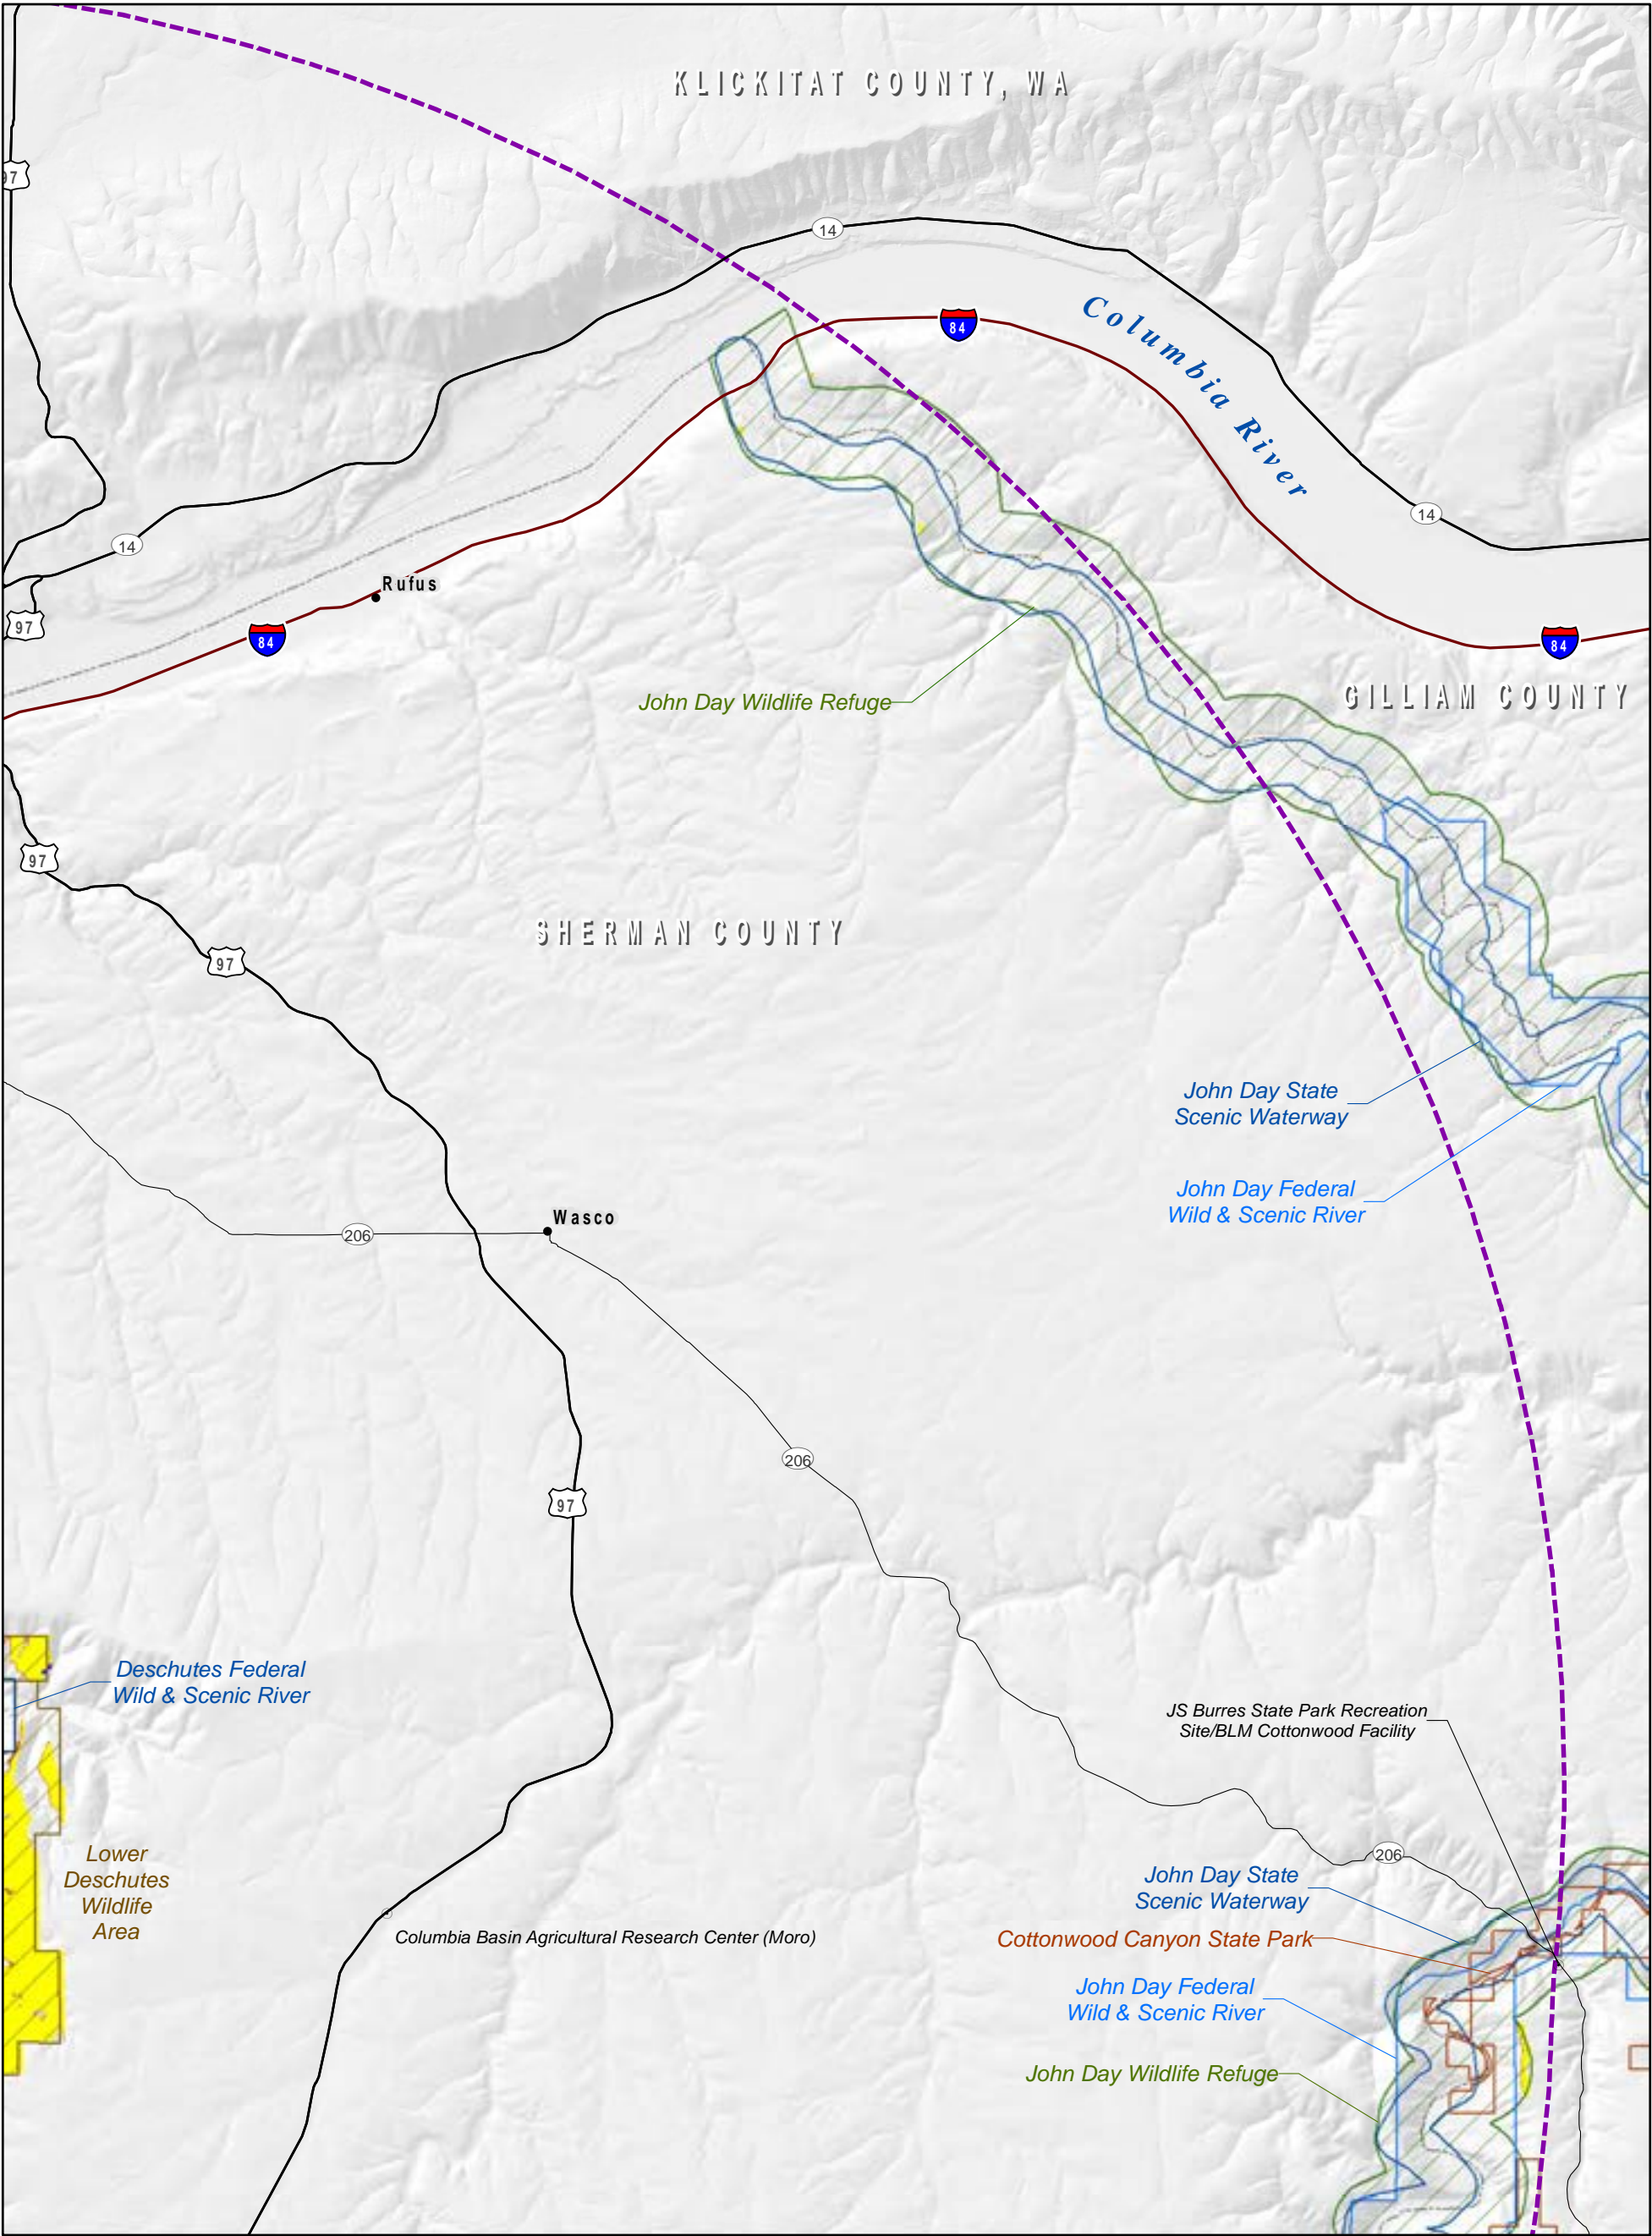 KLICKITAT COUNTY, WA
97
14
84
Columbia River
14
14
Rufus
97
84
84
John Day Wildlife Refuge
GILLIAM COUNTY
97
SHERMAN COUNTY
97
John Day State
Scenic Waterway
John Day Federal
Wild & Scenic River
Wasco
206
206
97
Deschutes Federal
Wild & Scenic River
JS Burres State Park Recreation
Site/BLM Cottonwood Facility
Lower
Deschutes
Wildlife
Area
206
John Day State
Scenic Waterway
Columbia Basin Agricultural Research Center (Moro)
Cottonwood Canyon State Park
John Day Federal
Wild & Scenic River
John Day Wildlife Refuge